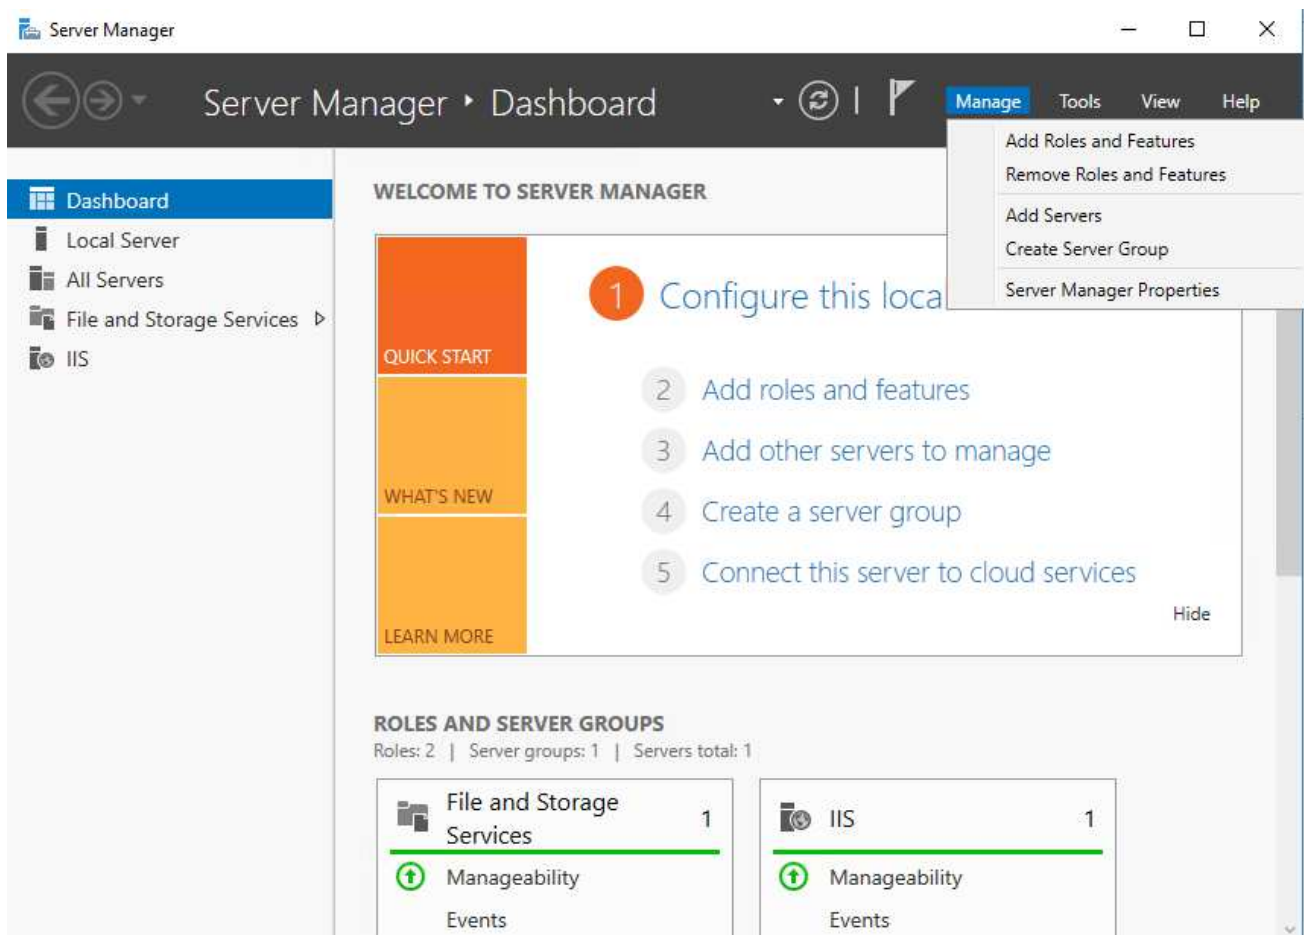 Server Manager
Server Manager ‣ Dashboard
Manage Tools View Help
Add Roles and Features
Remove Roles and Features
Add Servers
Create Server Group
Server Manager Properties
Dashboard
Local Server
All Servers
File and Storage Services
IIS
WELCOME TO SERVER MANAGER
QUICK START
WHAT'S NEW
LEARN MORE
1 Configure this loca
2 Add roles and features
3 Add other servers to manage
4 Create a server group
5 Connect this server to cloud services
Hide
ROLES AND SERVER GROUPS
Roles: 2 | Server groups: 1 | Servers total: 1
File and Storage
Services
1
Manageability
Events
IIS 1
Manageability
Events